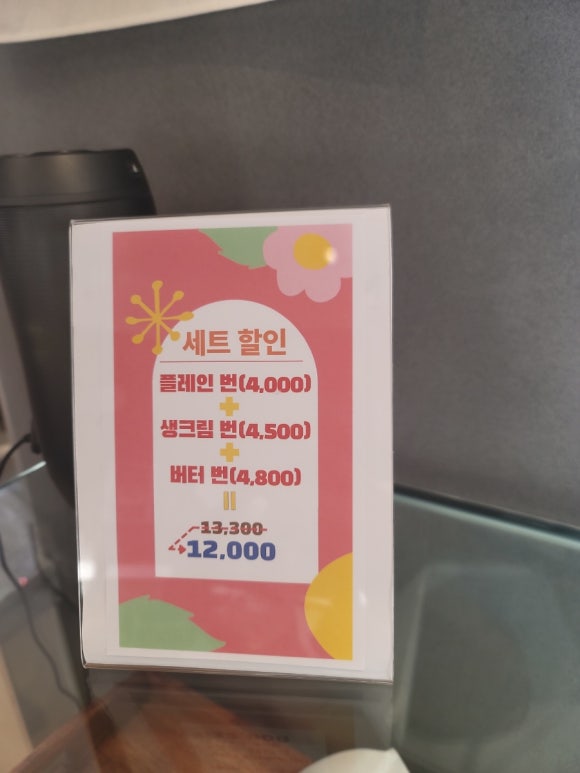 세트 할인
플레인 번(4,000)
+
생크림 번(4,500)
+
버터 번(4,800)
=
13,300
12,000